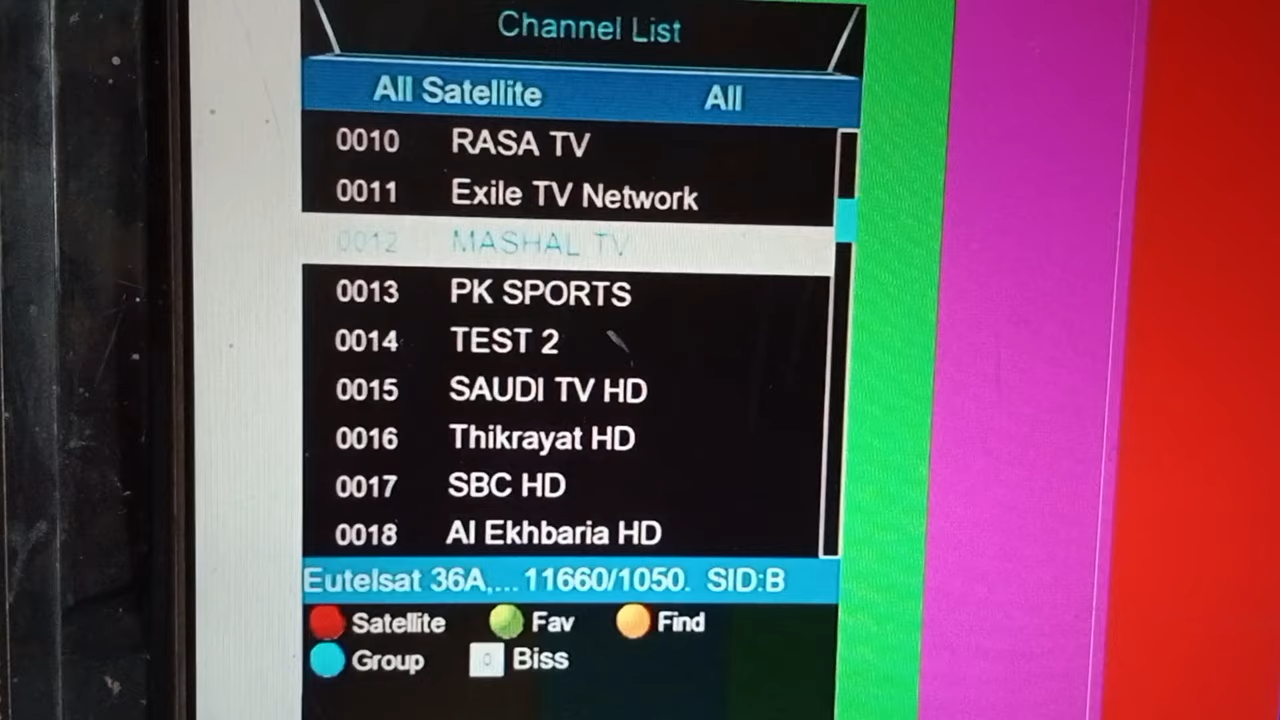 Channel List
All Satellite All
0010 RASA TV
0011 Exile TV Network
0012 MASHAL TV
0013 PK SPORTS
0014 TEST 2
0015 SAUDI TV HD
0016 Thikrayat HD
0017 SBC HD
0018 Al Ekhbaria HD
Eutelsat 36A,... 11660/1050. SID:B
Satellite Fav Find
Group 0 Biss